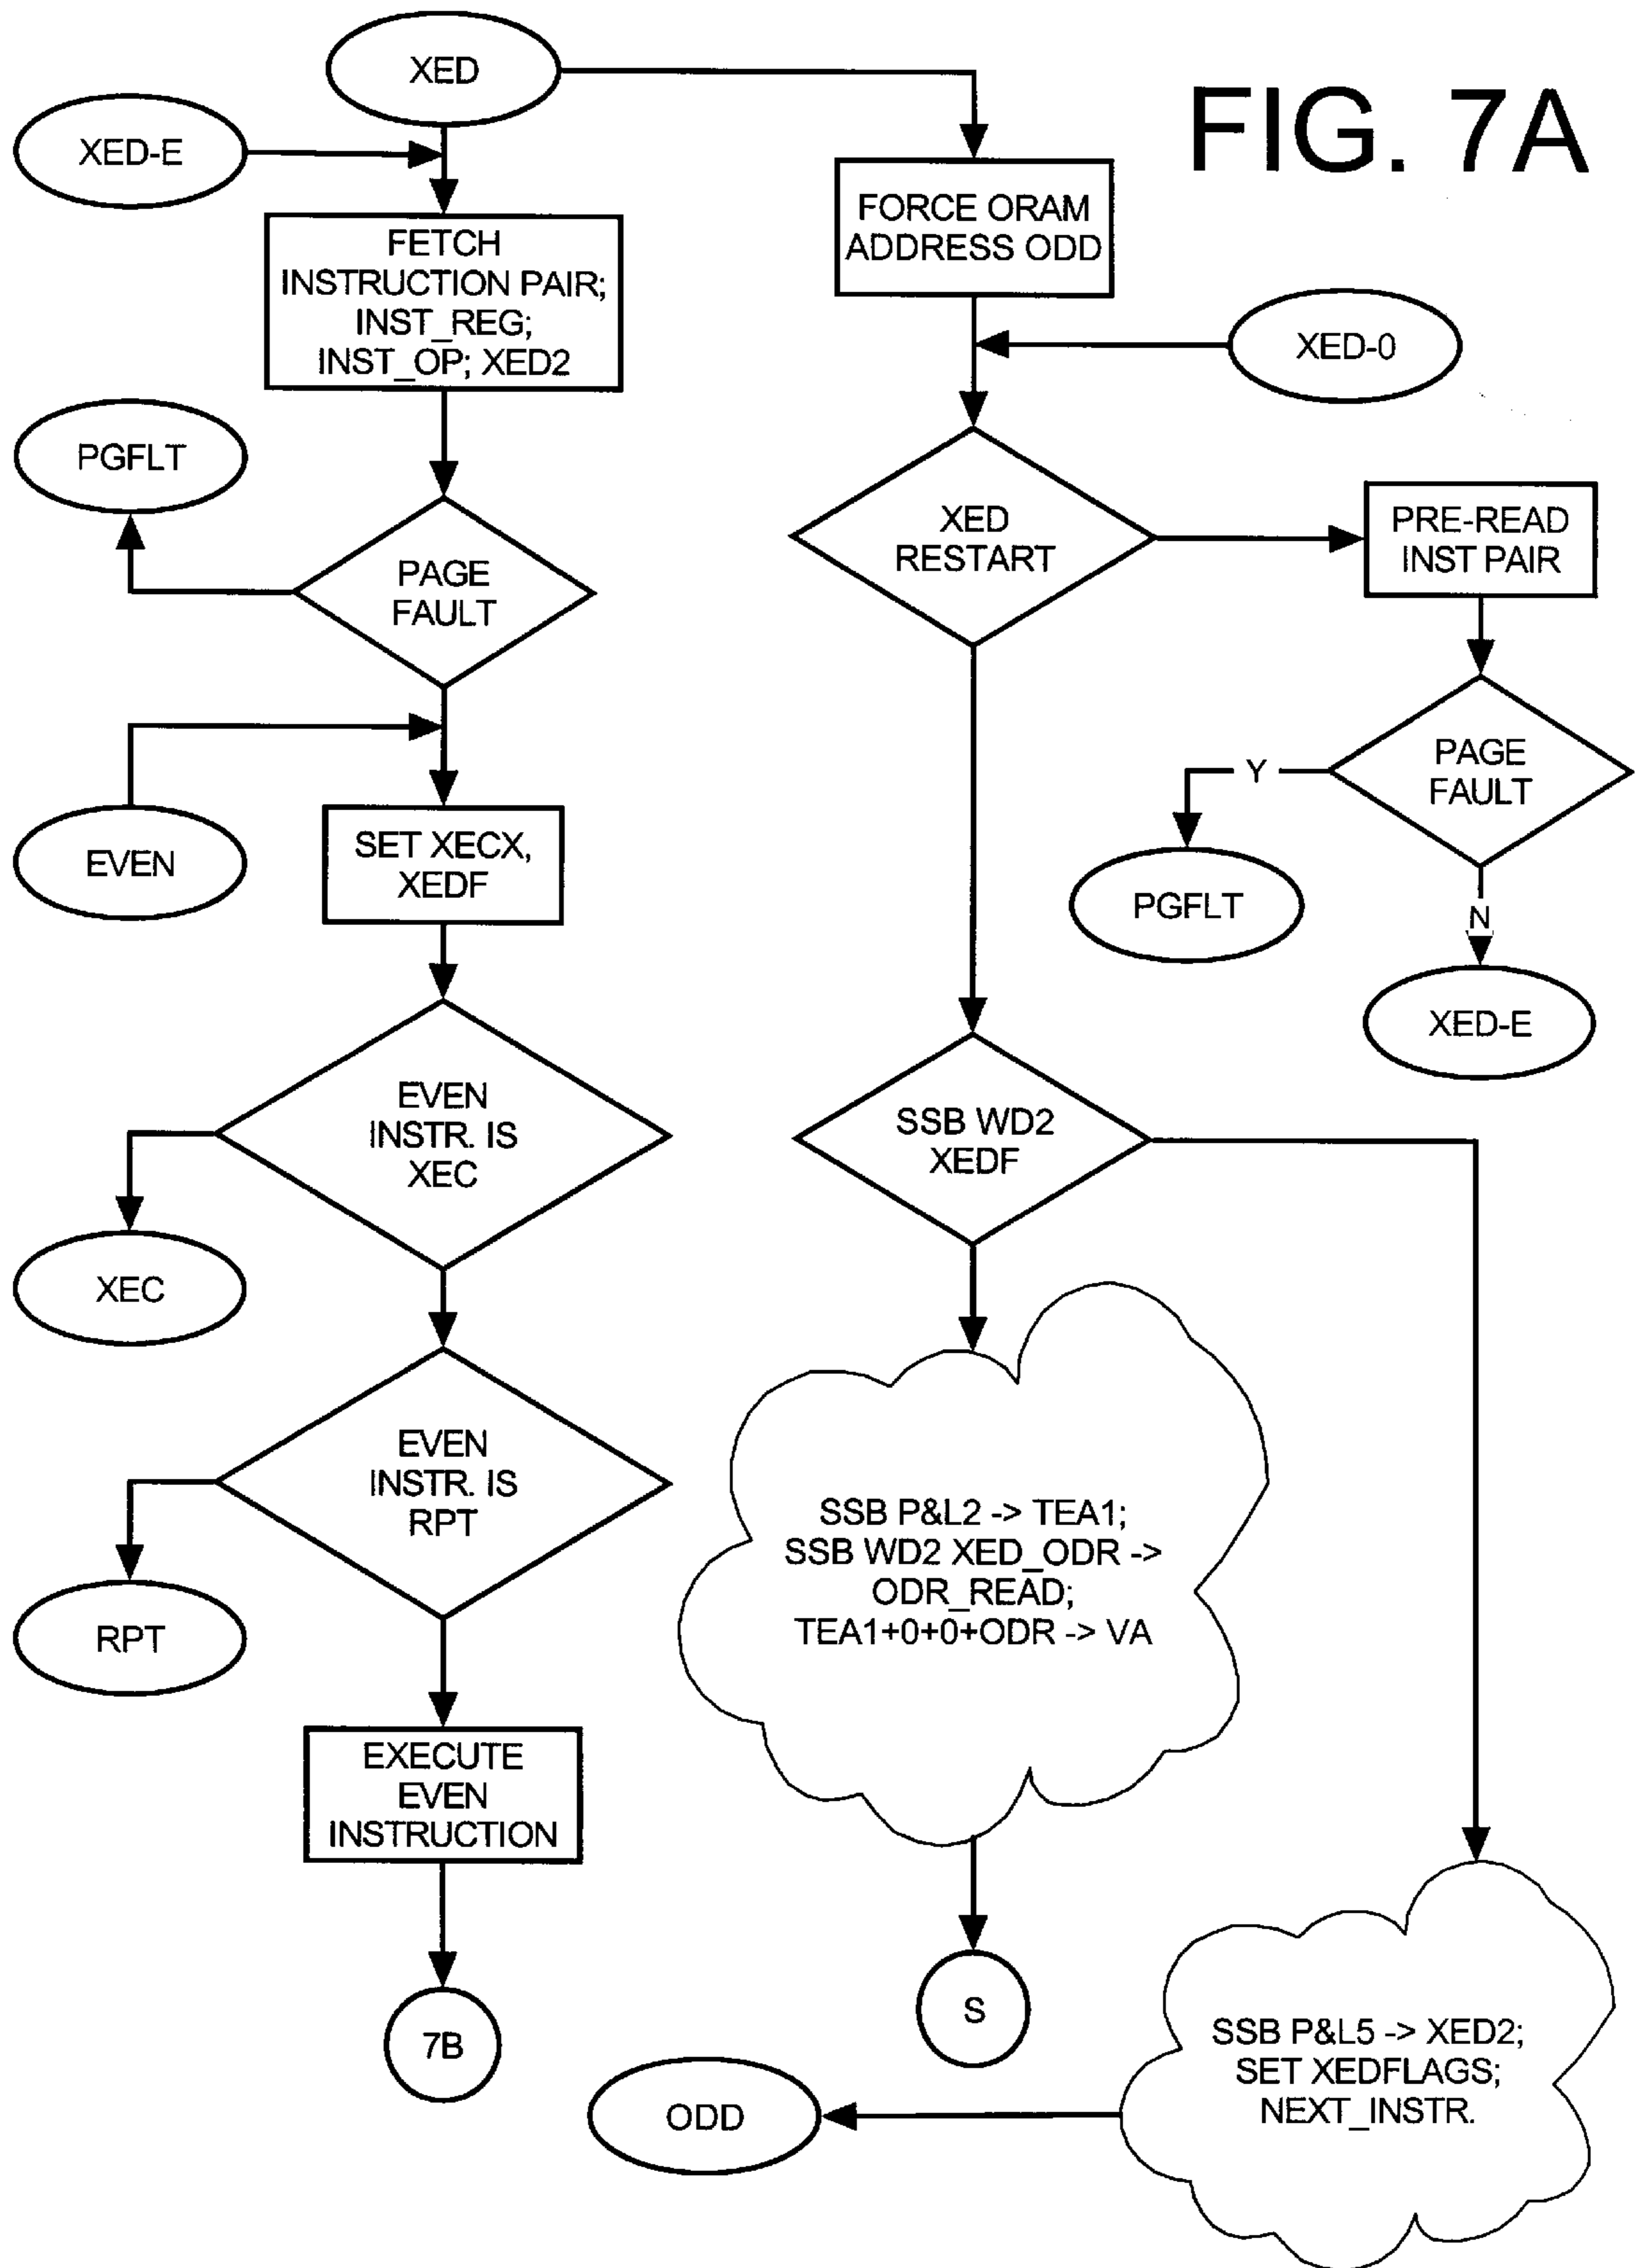 FIG. 7A
XED
XED-E
FETCH
INSTRUCTION PAIR;
INST_REG;
INST_OP; XED2
PGFLT
PAGE
FAULT
EVEN
SET XECX,
XEDF
EVEN
INSTR. IS
XEC
XEC
EVEN
INSTR. IS
RPT
RPT
EXECUTE
EVEN
INSTRUCTION
7B
FORCE ORAM
ADDRESS ODD
XED-0
XED
RESTART
PRE-READ
INST PAIR
PAGE
FAULT
Y
PGFLT
N
XED-E
SSB WD2
XEDF
SSB P&L2 -> TEA1;
SSB WD2 XED_ODR ->
ODR_READ;
TEA1+0+0+ODR -> VA
S
SSB P&L5 -> XED2;
SET XEDFLAGS;
NEXT_INSTR.
ODD